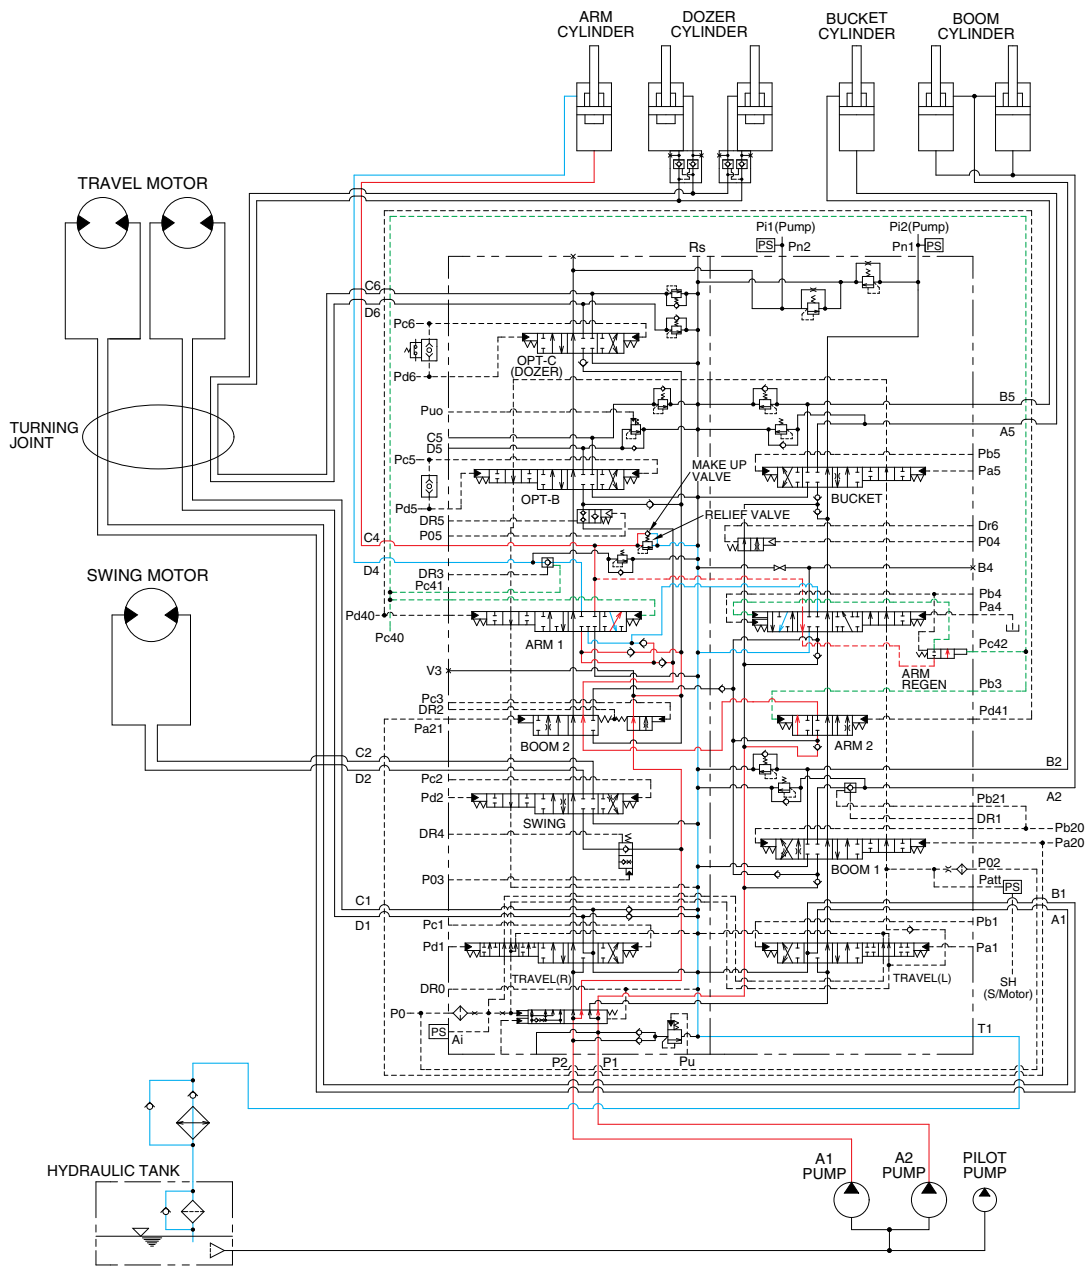 ARM
CYLINDER
DOZER
CYLINDER
BUCKET
CYLINDER
BOOM
CYLINDER
TRAVEL MOTOR
Pi1(Pump)
Pi2(Pump)
PS
Pn2
Pn1
PS
Rs
C6
D6
Pc6
OPT-C
(DOZER)
Pd6
B5
Puo
A5
C5
D5
TURNING
JOINT
Pc5
MAKE UP
VALVE
Pb5
Pa5
OPT-B
BUCKET
Pd5
RELIEF VALVE
DR5
P05
Dr6
P04
C4
D4
B4
SWING MOTOR
DR3
Pc41
Pb4
Pa4
Pd40
Pc40
ARM 1
Pc42
V3
ARM
REGEN
Pb3
Pc3
DR2
Pd41
Pa21
BOOM 2
ARM 2
C2
B2
D2
Pc2
Pd2
Pb21
A2
SWING
DR1
DR4
Pb20
Pa20
BOOM 1
P02
P03
Patt
PS
C1
B1
D1
Pc1
Pb1
A1
Pd1
Pa1
TRAVEL(R)
TRAVEL(L)
DR0
SH
(S/Motor)
P0
PS
Ai
T1
P2
P1
Pu
HYDRAULIC TANK
A1
PUMP
A2
PUMP
PILOT
PUMP